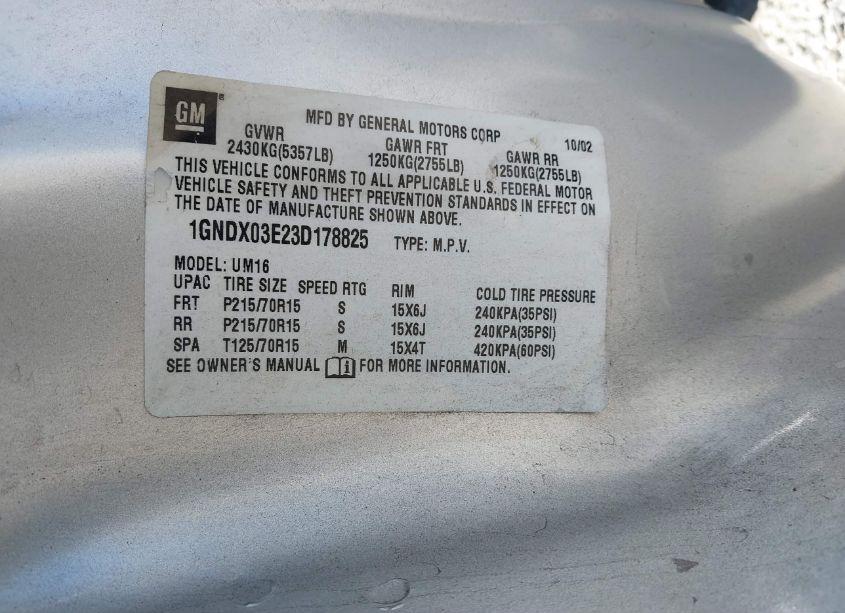 GM
MFD BY GENERAL MOTORS CORP 10/02
GVWR GAWR FRT GAWR RR
2430KG(5357LB) 1250KG(2755LB) 1250KG(2755LB)
THIS VEHICLE CONFORMS TO ALL APPLICABLE U.S. FEDERAL MOTOR
VEHICLE SAFETY AND THEFT PREVENTION STANDARDS IN EFFECT ON
THE DATE OF MANUFACTURE SHOWN ABOVE.
1GNDX03E23D178825 TYPE: M.P.V.
MODEL: UM16
UPAC TIRE SIZE SPEED RTG RIM COLD TIRE PRESSURE
FRT P215/70R15 S 15X6J 240KPA(35PSI)
RR P215/70R15 S 15X6J 240KPA(35PSI)
SPA T125/70R15 M 15X4T 420KPA(60PSI)
SEE OWNER'S MANUAL FOR MORE INFORMATION.